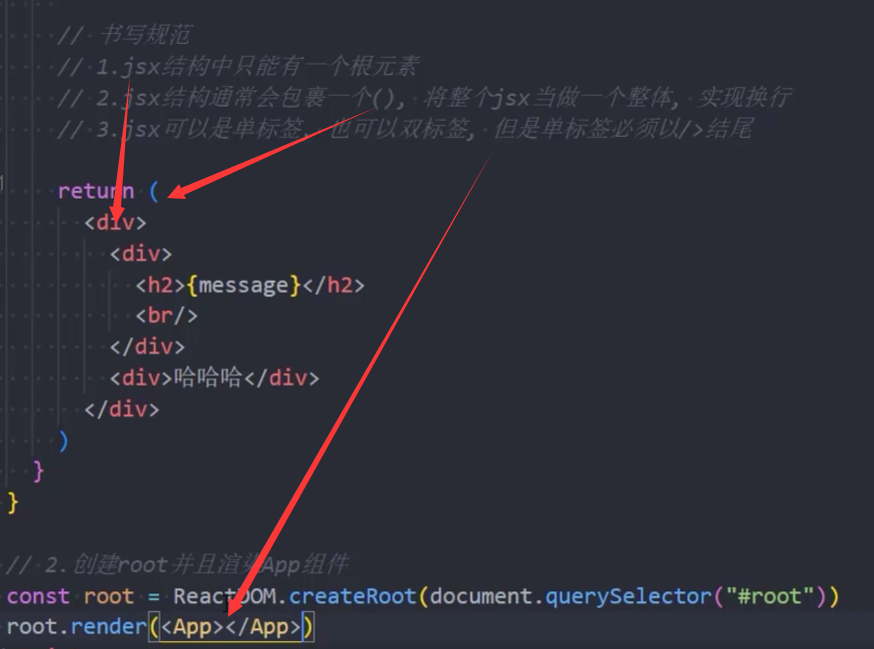 // 书写规范
// 1.jsx结构中只能有一个根元素
// 2.jsx结构通常会包裹一个(), 将整个jsx当做一个整体, 实现换行
// 3.jsx可以是单标签, 也可以双标签, 但是单标签必须以/>结尾
return (
<div>
<div>
<h2>{message}</h2>
<br/>
</div>
<div>哈哈哈</div>
</div>
)
}
}
// 2.创建root并且渲染App组件
const root = ReactDOM.createRoot(document.querySelector("#root"))
root.render(<App></App>)